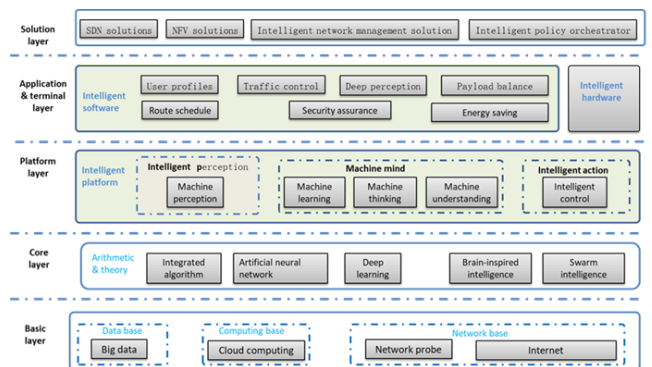 Solution
layer
SDN solutions
NFV solutions
Intelligent network management solution
Intelligent policy orchestrator
Application
& terminal
layer
Intelligent
software
User profiles
Traffic control
Deep perception
Payload balance
Route schedule
Security assurance
Energy saving
Intelligent
hardware
Platform
layer
Intelligent
platform
Intelligent perception
Machine
perception
Machine mind
Machine
learning
Machine
thinking
Machine
understanding
Intelligent action
Intelligent
control
Core
layer
Arithmetic
& theory
Integrated
algorithm
Artificial neural
network
Deep
learning
Brain-inspired
intelligence
Swarm
intelligence
Basic
layer
Data base
Big data
Computing base
Cloud computing
Network base
Network probe
Internet